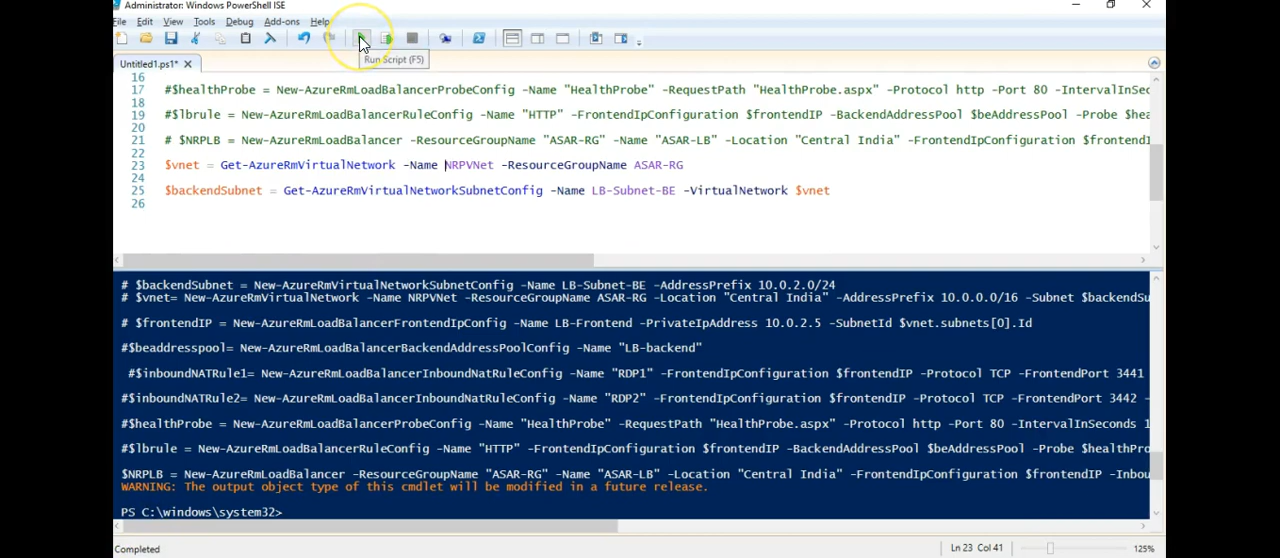 Administrator: Windows PowerShell ISE
File Edit View Tools Debug Add-ons Help
Run Script (F5)
Untitled1.ps1* X
16
17 #$healthProbe = New-AzureRmLoadBalancerProbeConfig -Name "HealthProbe" -RequestPath "HealthProbe.aspx" -Protocol http -Port 80 -IntervalInSec
18
19 #$lbrule = New-AzureRmLoadBalancerRuleConfig -Name "HTTP" -FrontendIpConfiguration $frontendIP -BackendAddressPool $beAddressPool -Probe $hea
20
21 # $NRPLB = New-AzureRmLoadBalancer -ResourceGroupName "ASAR-RG" -Name "ASAR-LB" -Location "Central India" -FrontendIpConfiguration $frontendI
22
23 $vnet = Get-AzureRmVirtualNetwork -Name NRPVNet -ResourceGroupName ASAR-RG
24
25 $backendSubnet = Get-AzureRmVirtualNetworkSubnetConfig -Name LB-Subnet-BE -VirtualNetwork $vnet
26
# $backendSubnet = New-AzureRmVirtualNetworkSubnetConfig -Name LB-Subnet-BE -AddressPrefix 10.0.2.0/24
# $vnet= New-AzureRmVirtualNetwork -Name NRPVNet -ResourceGroupName ASAR-RG -Location "Central India" -AddressPrefix 10.0.0.0/16 -Subnet $backendSu
# $frontendIP = New-AzureRmLoadBalancerFrontendIpConfig -Name LB-Frontend -PrivateIpAddress 10.0.2.5 -SubnetId $vnet.subnets[0].Id
#$beaddresspool= New-AzureRmLoadBalancerBackendAddressPoolConfig -Name "LB-backend"
#$inboundNATRule1= New-AzureRmLoadBalancerInboundNatRuleConfig -Name "RDP1" -FrontendIpConfiguration $frontendIP -Protocol TCP -FrontendPort 3441
#$inboundNATRule2= New-AzureRmLoadBalancerInboundNatRuleConfig -Name "RDP2" -FrontendIpConfiguration $frontendIP -Protocol TCP -FrontendPort 3442 -
#$healthProbe = New-AzureRmLoadBalancerProbeConfig -Name "HealthProbe" -RequestPath "HealthProbe.aspx" -Protocol http -Port 80 -IntervalInSeconds 1
#$lbrule = New-AzureRmLoadBalancerRuleConfig -Name "HTTP" -FrontendIpConfiguration $frontendIP -BackendAddressPool $beAddressPool -Probe $healthPr
$NRPLB = New-AzureRmLoadBalancer -ResourceGroupName "ASAR-RG" -Name "ASAR-LB" -Location "Central India" -FrontendIpConfiguration $frontendIP -Inbou
WARNING: The output object type of this cmdlet will be modified in a future release.
PS C:\windows\system32>
Completed Ln 23 Col 41 125%